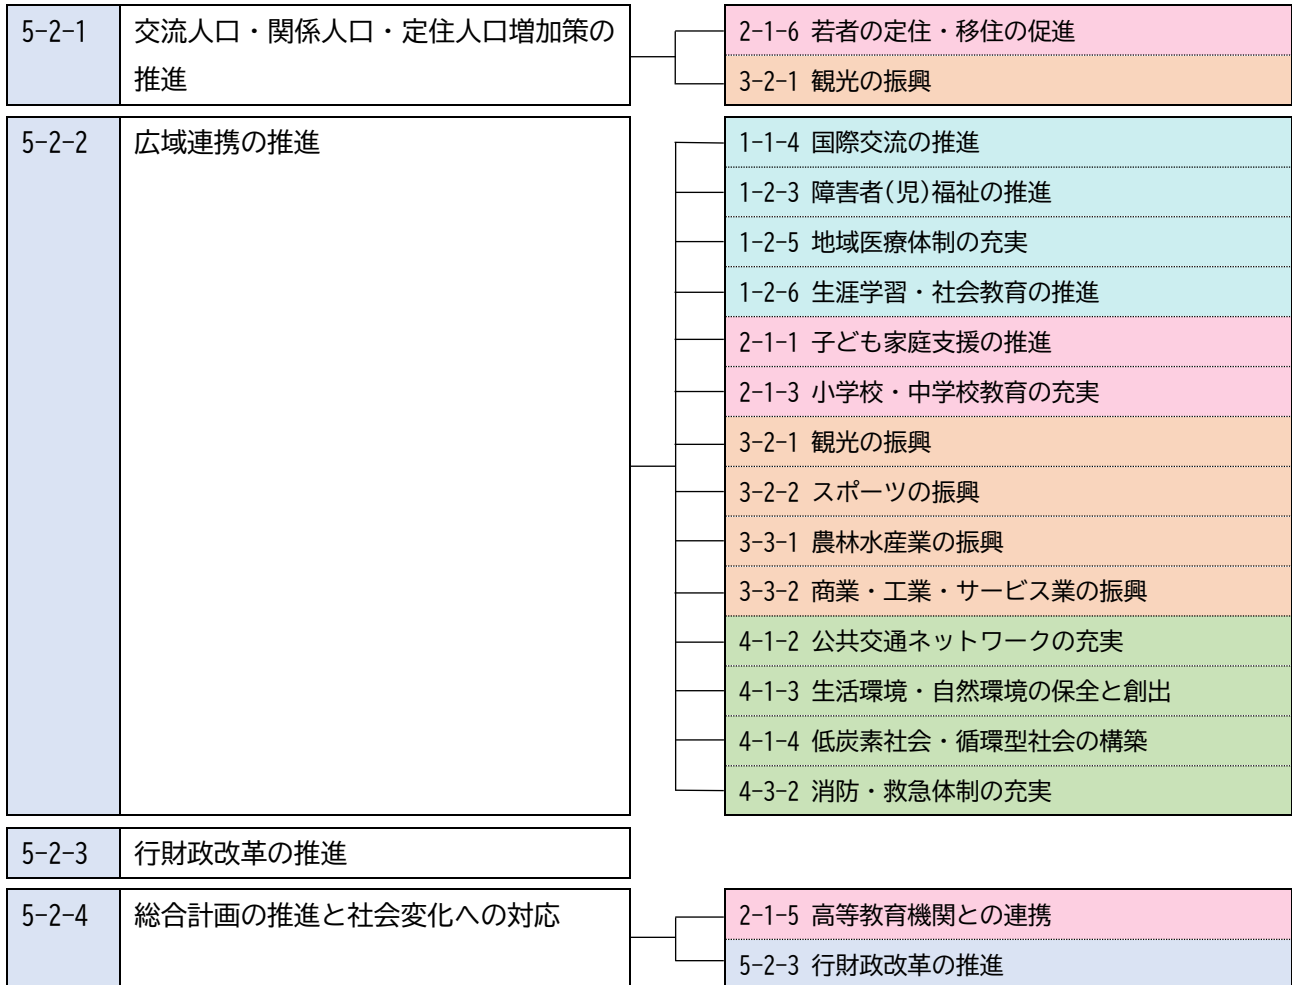 5-2-1 交流人口・関係人口・定住人口増加策の
推進
2-1-6 若者の定住・移住の促進
3-2-1 観光の振興
5-2-2 広域連携の推進
1-1-4 国際交流の推進
1-2-3 障害者(児)福祉の推進
1-2-5 地域医療体制の充実
1-2-6 生涯学習・社会教育の推進
2-1-1 子ども家庭支援の推進
2-1-3 小学校・中学校教育の充実
3-2-1 観光の振興
3-2-2 スポーツの振興
3-3-1 農林水産業の振興
3-3-2 商業・工業・サービス業の振興
4-1-2 公共交通ネットワークの充実
4-1-3 生活環境・自然環境の保全と創出
4-1-4 低炭素社会・循環型社会の構築
4-3-2 消防・救急体制の充実
5-2-3 行財政改革の推進
5-2-4 総合計画の推進と社会変化への対応
2-1-5 高等教育機関との連携
5-2-3 行財政改革の推進